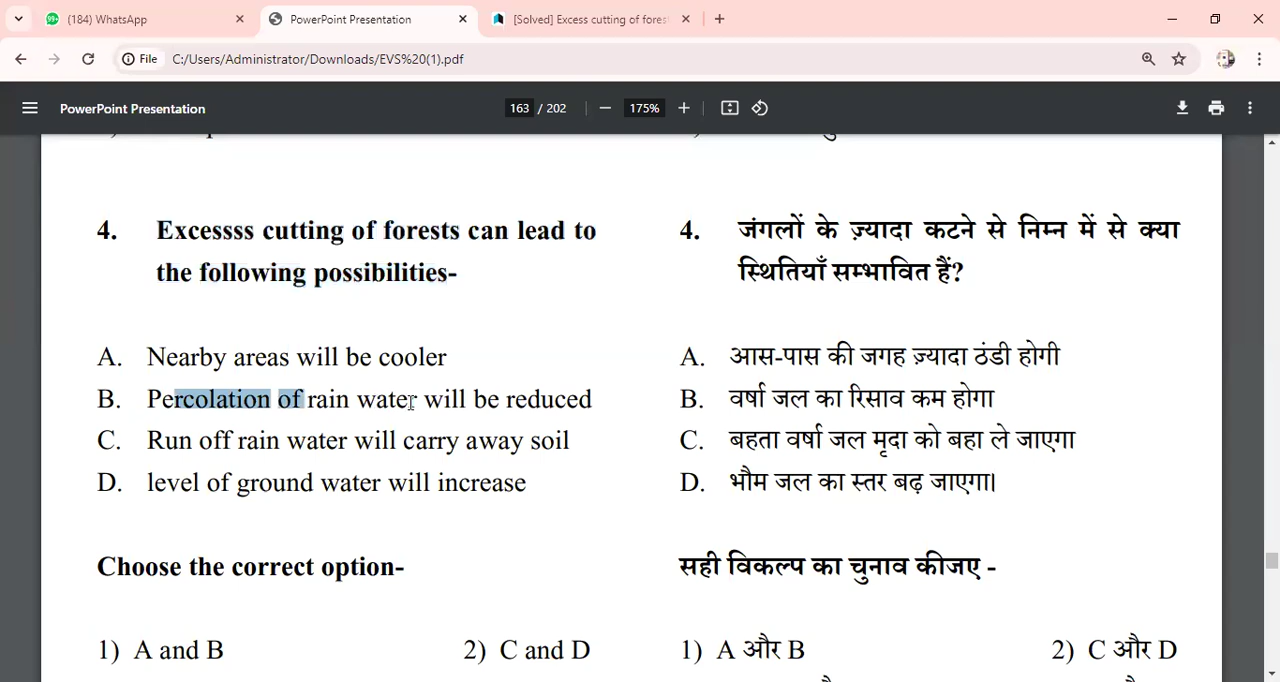 (184) WhatsApp
PowerPoint Presentation
[Solved] Excess cutting of fores
File
C:/Users/Administrator/Downloads/EVS%20(1).pdf
PowerPoint Presentation
163 / 202
175%
4. Excessss cutting of forests can lead to
the following possibilities-
A. Nearby areas will be cooler
B. Percolation of rain water will be reduced
C. Run off rain water will carry away soil
D. level of ground water will increase
Choose the correct option-
1) A and B 2) C and D
4. जंगलों के ज़्यादा कटने से निम्न में से क्या
स्थितियाँ सम्भावित हैं?
A. आस-पास की जगह ज़्यादा ठंडी होगी
B. वर्षा जल का रिसाव कम होगा
C. बहता वर्षा जल मृदा को बहा ले जाएगा
D. भौम जल का स्तर बढ़ जाएगा।
सही विकल्प का चुनाव कीजए -
1) A और B 2) C और D